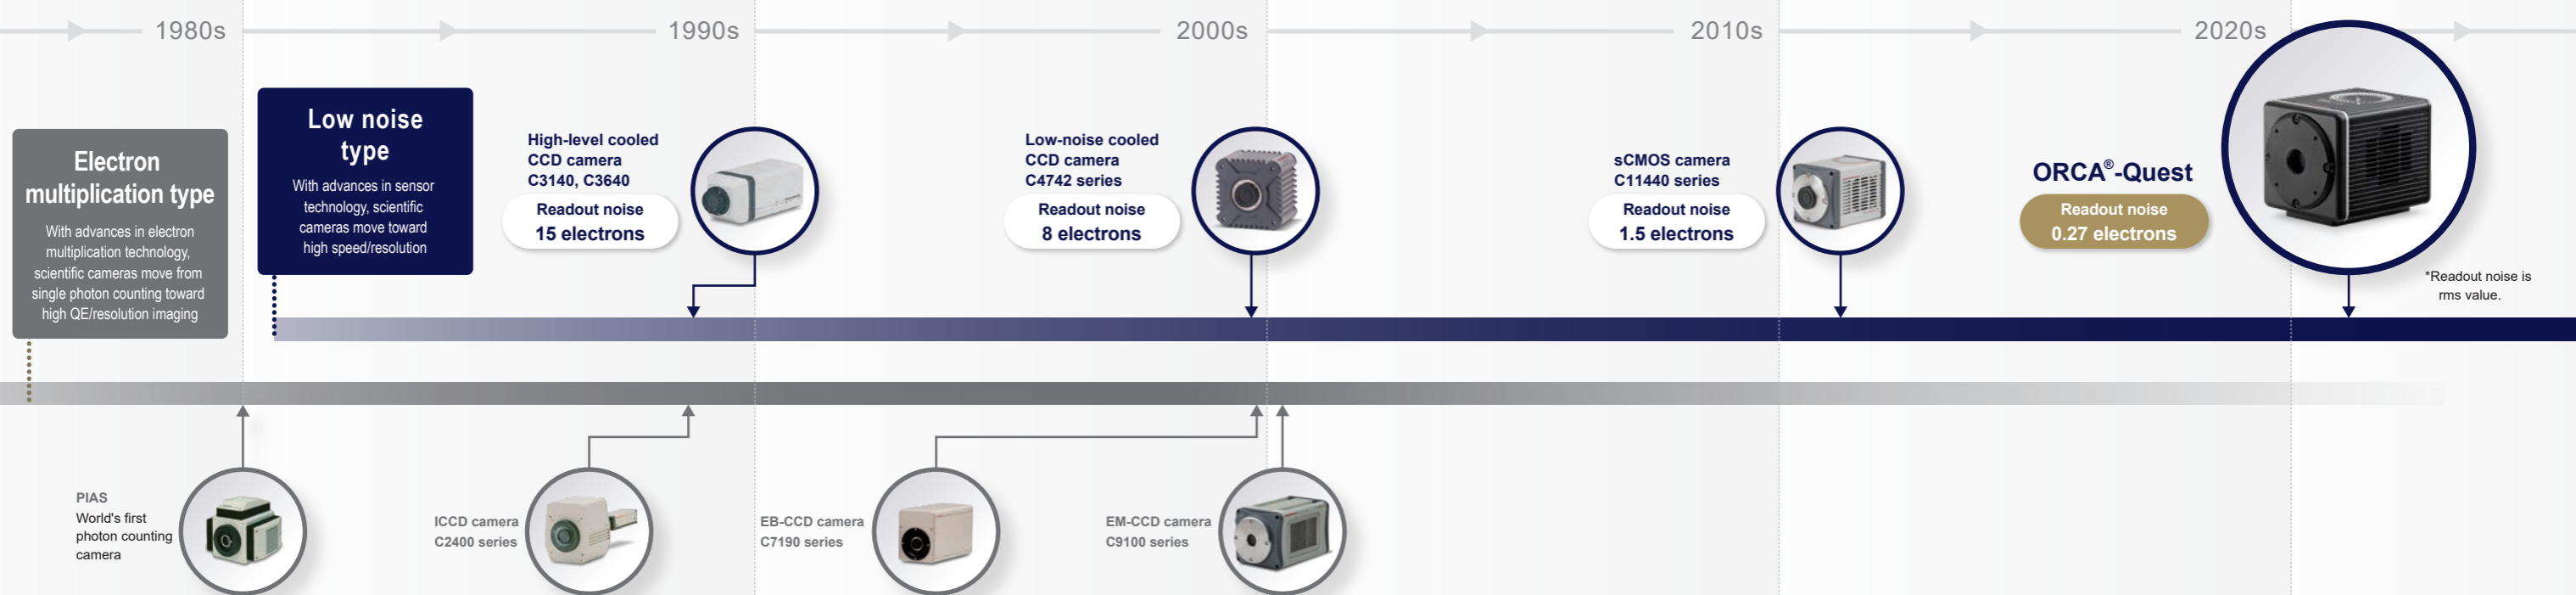 1980s
1990s
2000s
2010s
2020s
Electron
multiplication type
With advances in electron
multiplication technology,
scientific cameras move from
single photon counting toward
high QE/resolution imaging
Low noise
type
With advances in sensor
technology, scientific
cameras move toward
high speed/resolution
High-level cooled
CCD camera
C3140, C3640
Readout noise
15 electrons
Low-noise cooled
CCD camera
C4742 series
Readout noise
8 electrons
sCMOS camera
C11440 series
Readout noise
1.5 electrons
ORCA®-Quest
Readout noise
0.27 electrons
*Readout noise is
rms value.
PIAS
World's first
photon counting
camera
ICCD camera
C2400 series
EB-CCD camera
C7190 series
EM-CCD camera
C9100 series